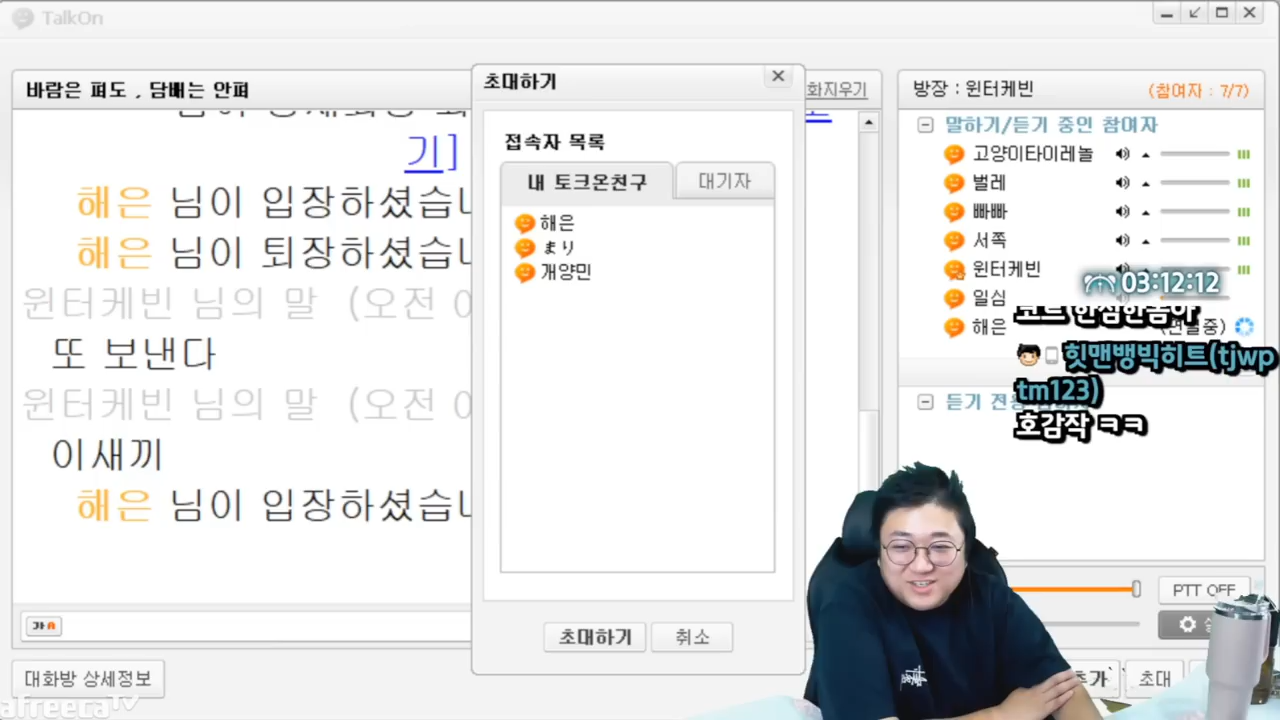 TalkOn
바람은 펴도 , 담배는 안펴
기]
해은 님이 입장하셨습
해은 님이 퇴장하셨습
윈터케빈 님의 말 (오전
또 보낸다
윈터케빈 님의 말 (오전
이새끼
해은 님이 입장하셨습
가
대화방 상세정보
afreecaTV
초대하기
화지우기
접속자 목록
내 토크온친구
대기자
해은
まり
개양민
초대하기
취소
방장 : 윈터케빈
(참여자 : 7/7)
말하기/듣기 중인 참여자
고양이타이레놀
벌레
빠빠
서쪽
윈터케빈
03:12:12
일심
해은
힛맨뱅빅히트(tjwp
tm123)
듣기 전용
호감작 ㅋㅋ
PTT OFF
추가
초대